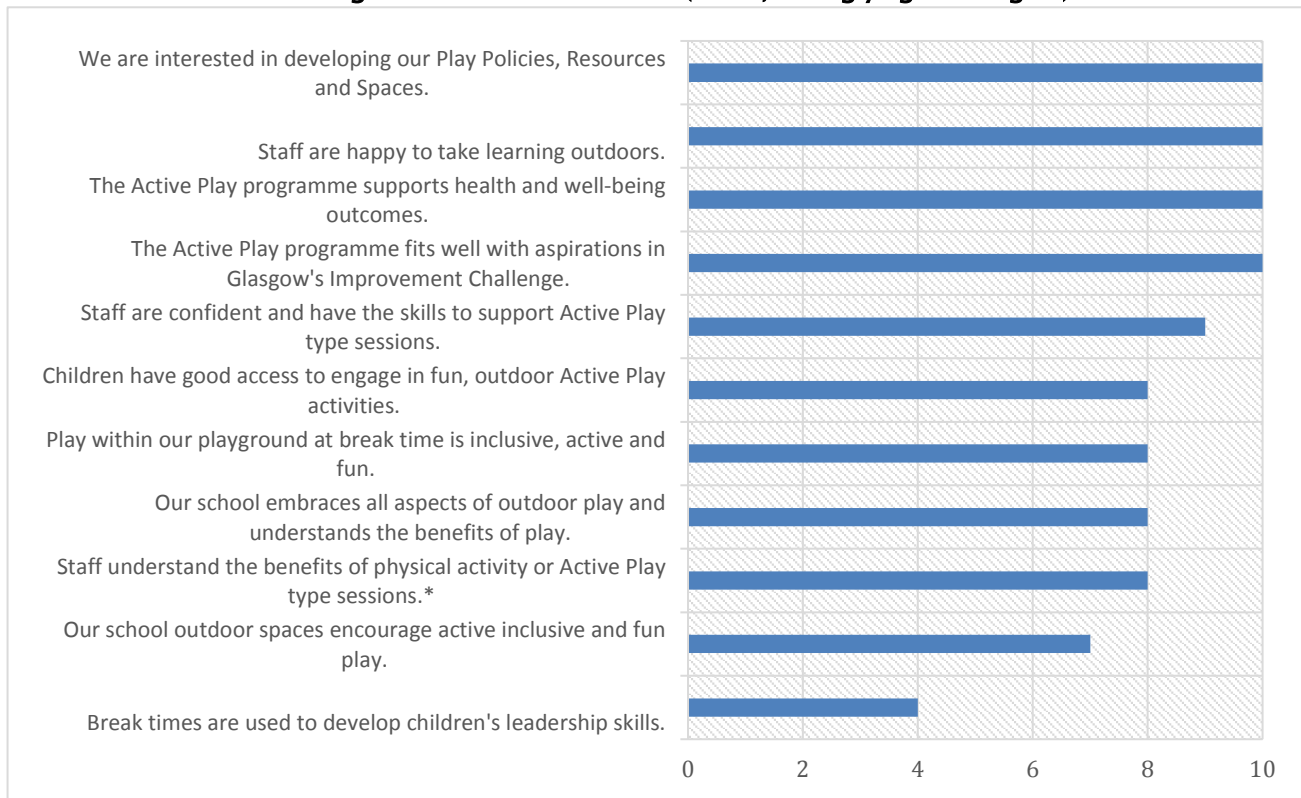 We are interested in developing our Play Policies, Resources
and Spaces.
Staff are happy to take learning outdoors.
The Active Play programme supports health and well-being
outcomes.
The Active Play programme fits well with aspirations in
Glasgow's Improvement Challenge.
Staff are confident and have the skills to support Active Play
type sessions.
Children have good access to engage in fun, outdoor Active Play
activities.
Play within our playground at break time is inclusive, active and
fun.
Our school embraces all aspects of outdoor play and
understands the benefits of play.
Staff understand the benefits of physical activity or Active Play
type sessions.*
Our school outdoor spaces encourage active inclusive and fun
play.
Break times are used to develop children's leadership skills.
0 2 4 6 8 10